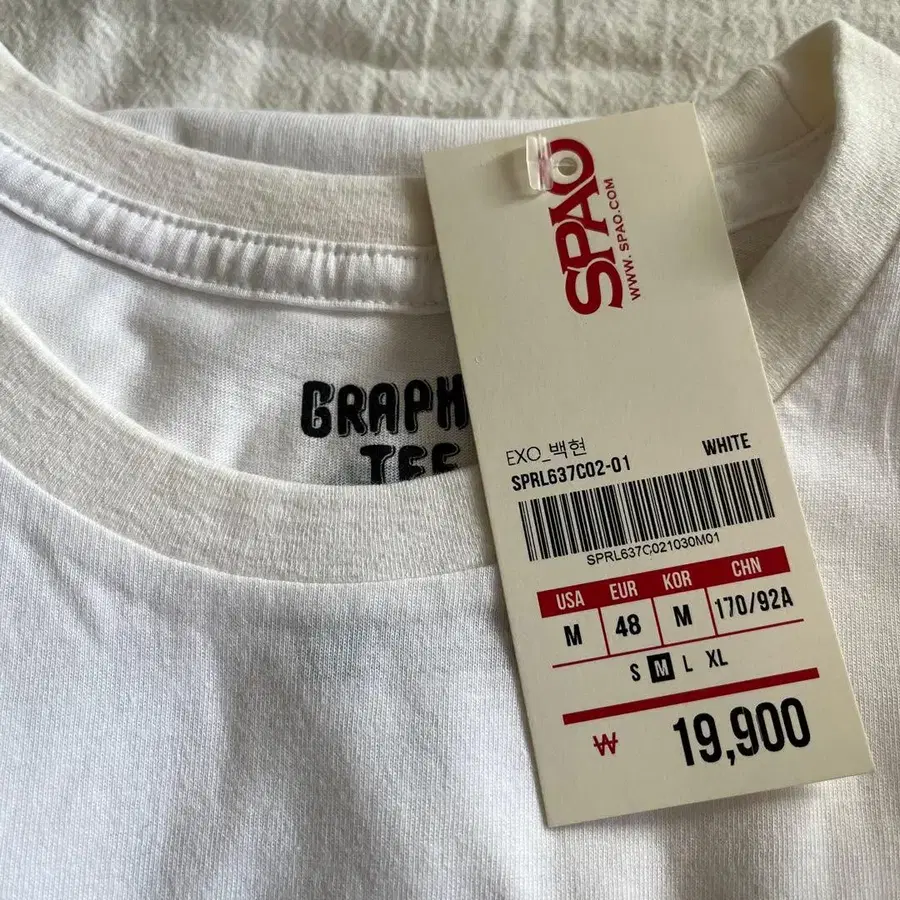 GRAPH
TEE
SPAO
WWW. SPAO.COM
EXO_백현
WHITE
SPRL637C02-01
SPRL637C021030M01
USA EUR KOR CHN
M 48 M 170/92A
S M L XL
₩ 19,900